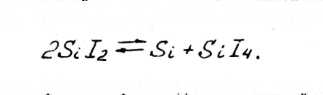 2SiI₂ ⇌ Si + SiI₄.